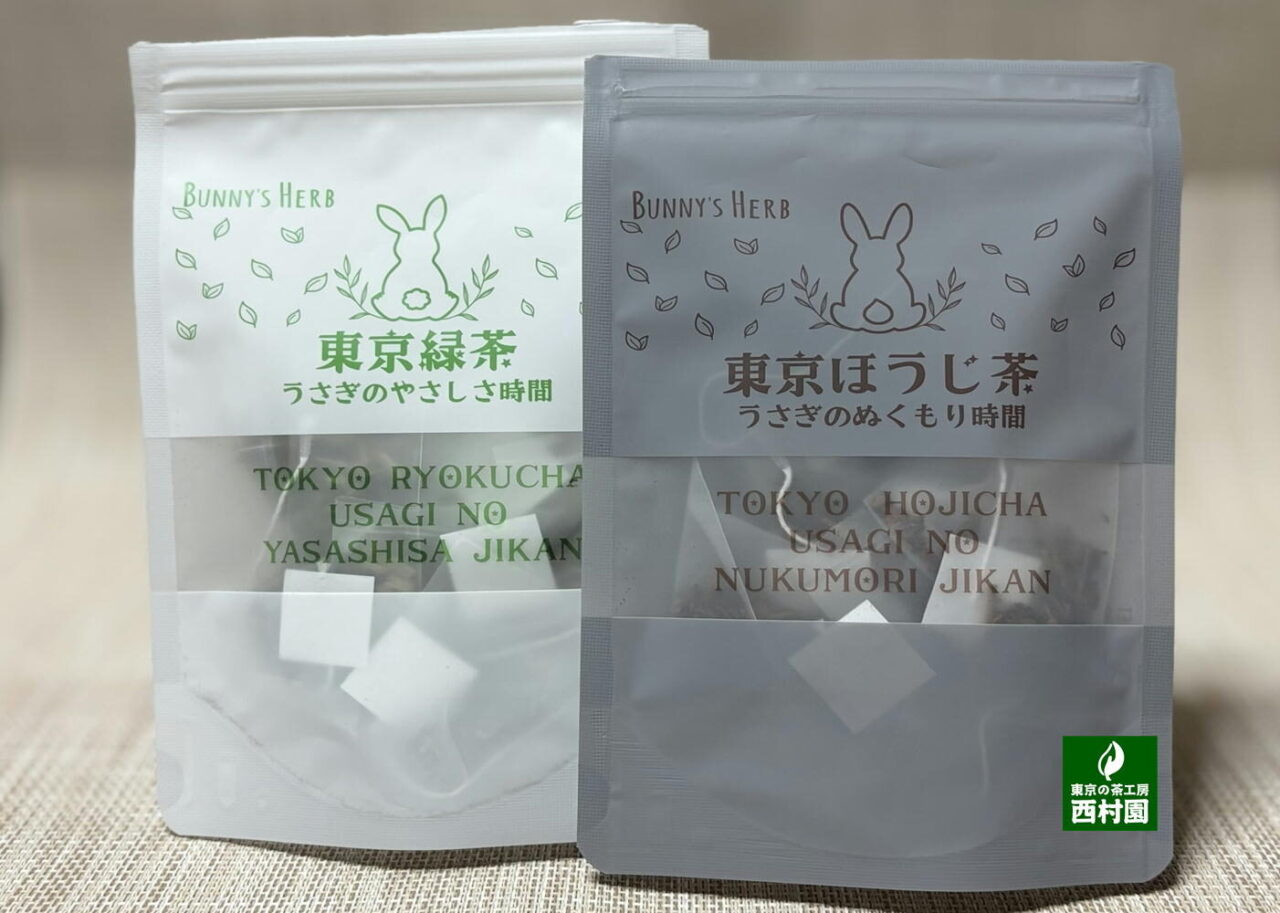 BUNNY'S HERB
東京緑茶
うさぎのやさしさ時間
TOKYO RYOKUCHA
USAGI NO
YASASHISA JIKAN
BUNNY'S HERB
東京ほうじ茶
うさぎのぬくもり時間
TOKYO HOJICHA
USAGI NO
NUKUMORI JIKAN
東京の茶工房
西村園